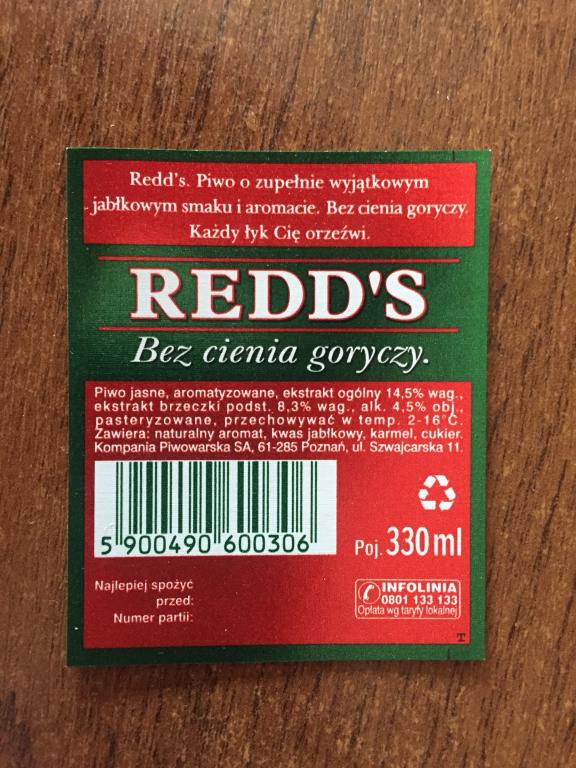 Redd's. Piwo o zupełnie wyjątkowym
jabłkowym smaku i aromacie. Bez cienia goryczy.
Każdy łyk Cię orzeźwi.
REDD'S
Bez cienia goryczy.
Piwo jasne, aromatyzowane, ekstrakt ogólny 14,5% wag.,
ekstrakt brzeczki podst. 8,3% wag., alk. 4,5% obj.,
pasteryzowane, przechowywać w temp. 2-16°C.
Zawiera: naturalny aromat, kwas jabłkowy, karmel, cukier.
Kompania Piwowarska SA, 61-285 Poznań, ul. Szwajcarska 11.
5 900490 600306
Poj. 330 ml
Najlepiej spożyć
przed:
Numer partii:
INFOLINIA
0801 133 133
Opłata wg taryfy lokalnej
T